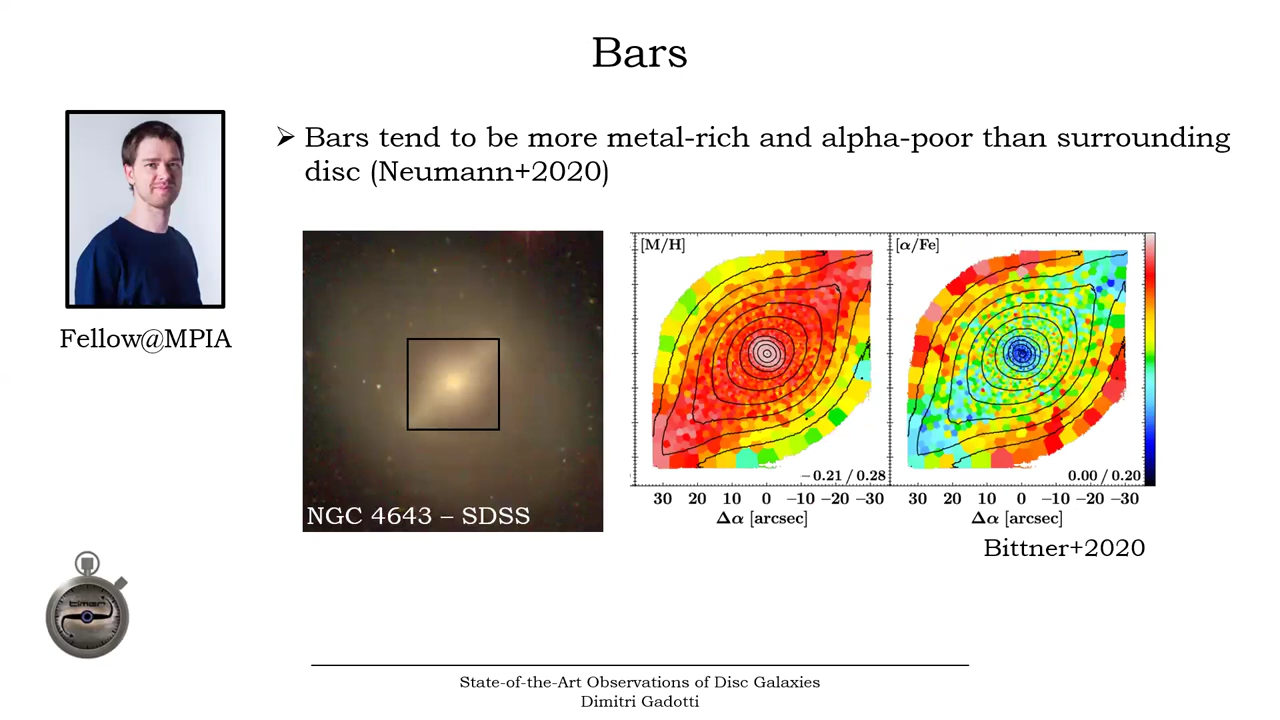 Bars
➢ Bars tend to be more metal-rich and alpha-poor than surrounding
disc (Neumann+2020)
Fellow@MPIA
NGC 4643 – SDSS
[M/H]
[α/Fe]
−0.21 / 0.28
0.00 / 0.20
30 20 10 0 −10 −20 −30
30 20 10 0 −10 −20 −30
Δα [arcsec]
Δα [arcsec]
Bittner+2020
timer
State-of-the-Art Observations of Disc Galaxies
Dimitri Gadotti